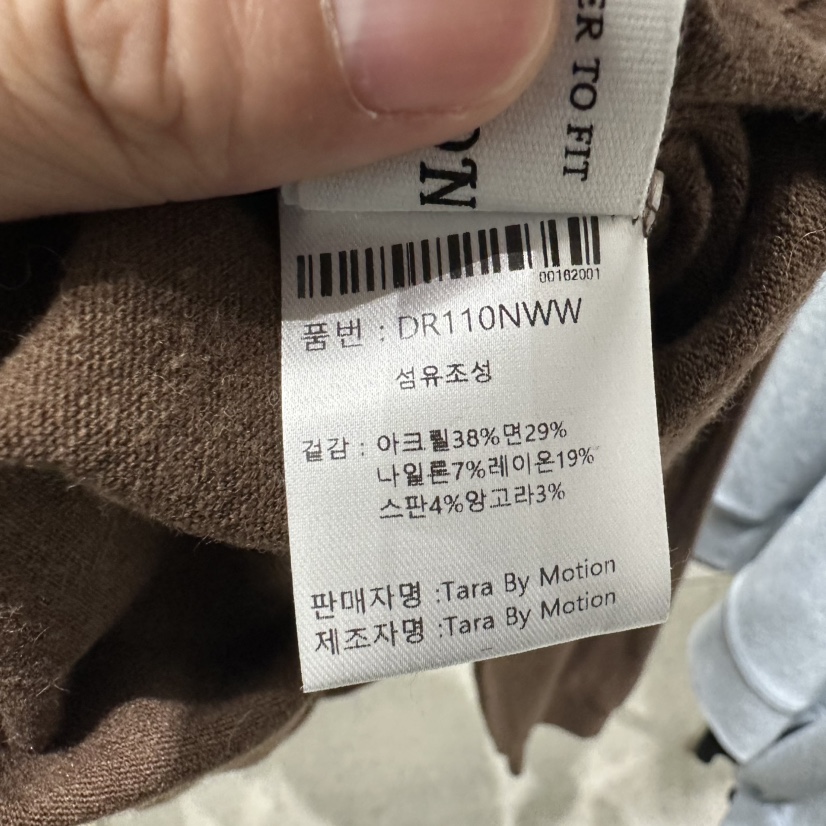 ER TO FIT
ON
00162001
품번 : DR110NWW
섬유조성
겉감 : 아크릴38%면29%
나일론7%레이온19%
스판4%앙고라3%
판매자명 :Tara By Motion
제조자명 :Tara By Motion